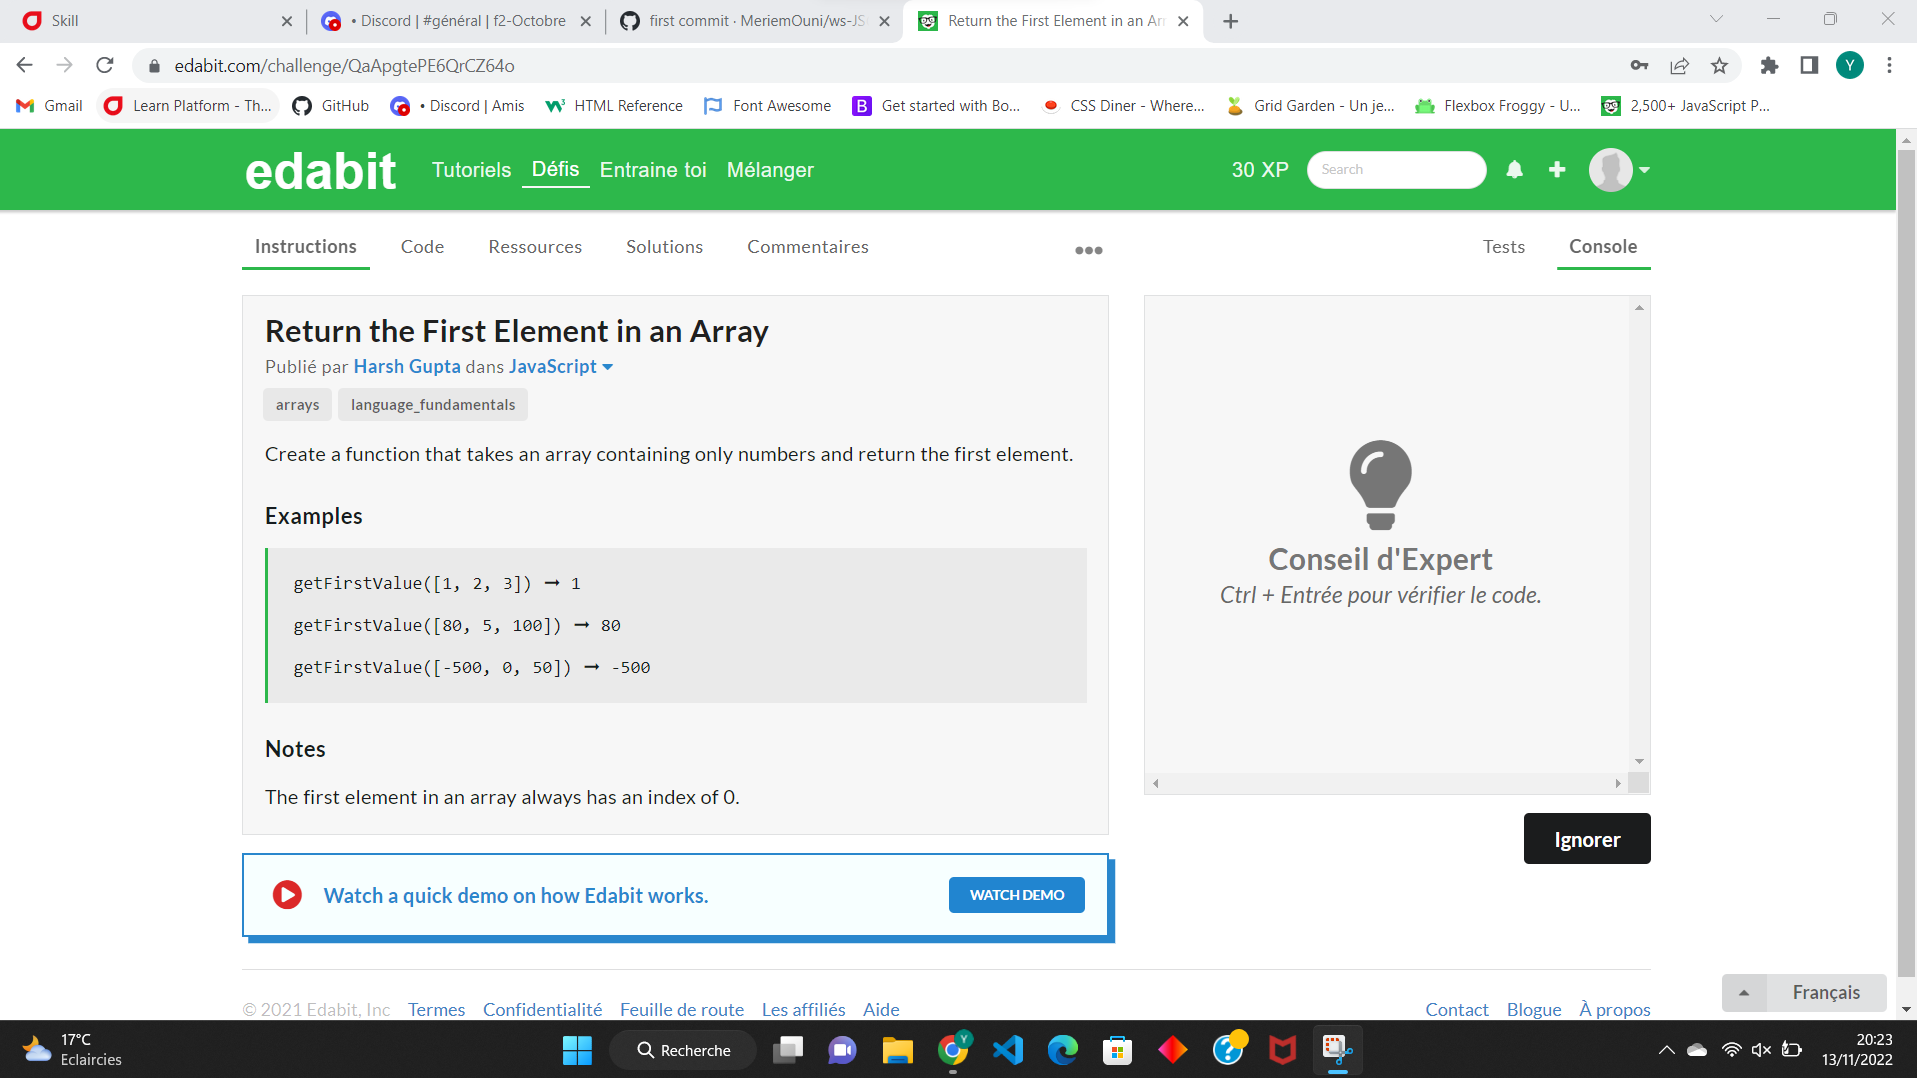 Skill
• Discord | #général | f2-Octobre
first commit · MeriemOuni/ws-JS
Return the First Element in an Arr
edabit.com/challenge/QaApgtePE6QrCZ64o
Y
Gmail
Learn Platform - Th...
GitHub
• Discord | Amis
HTML Reference
Font Awesome
B
Get started with Bo...
CSS Diner - Where...
Grid Garden - Un je...
Flexbox Froggy - U...
2,500+ JavaScript P...
edabit
Tutoriels
Défis
Entraine toi
Mélanger
30 XP
Search
Instructions
Code
Ressources
Solutions
Commentaires
Tests
Console
Return the First Element in an Array
Publié par Harsh Gupta dans JavaScript
arrays
language_fundamentals
Create a function that takes an array containing only numbers and return the first element.
Examples
getFirstValue([1, 2, 3]) ➞ 1
getFirstValue([80, 5, 100]) ➞ 80
getFirstValue([-500, 0, 50]) ➞ -500
Notes
The first element in an array always has an index of 0.
Conseil d'Expert
Ctrl + Entrée pour vérifier le code.
Ignorer
Watch a quick demo on how Edabit works.
WATCH DEMO
© 2021 Edabit, Inc
Termes
Confidentialité
Feuille de route
Les affiliés
Aide
Contact
Blogue
À propos
Français
17°C
Eclaircies
Recherche
Y
20:23
13/11/2022